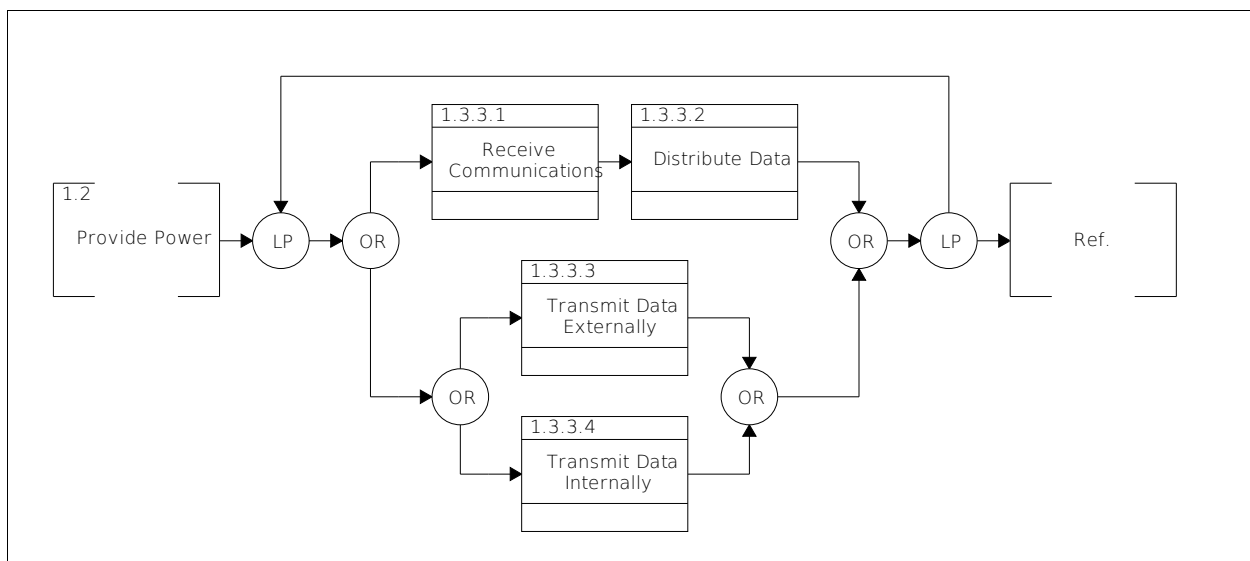 1.3.3.1
Receive
Communications
1.3.3.2
Distribute Data
1.2
Provide Power
LP
OR
OR
LP
Ref.
1.3.3.3
Transmit Data
Externally
OR
OR
1.3.3.4
Transmit Data
Internally